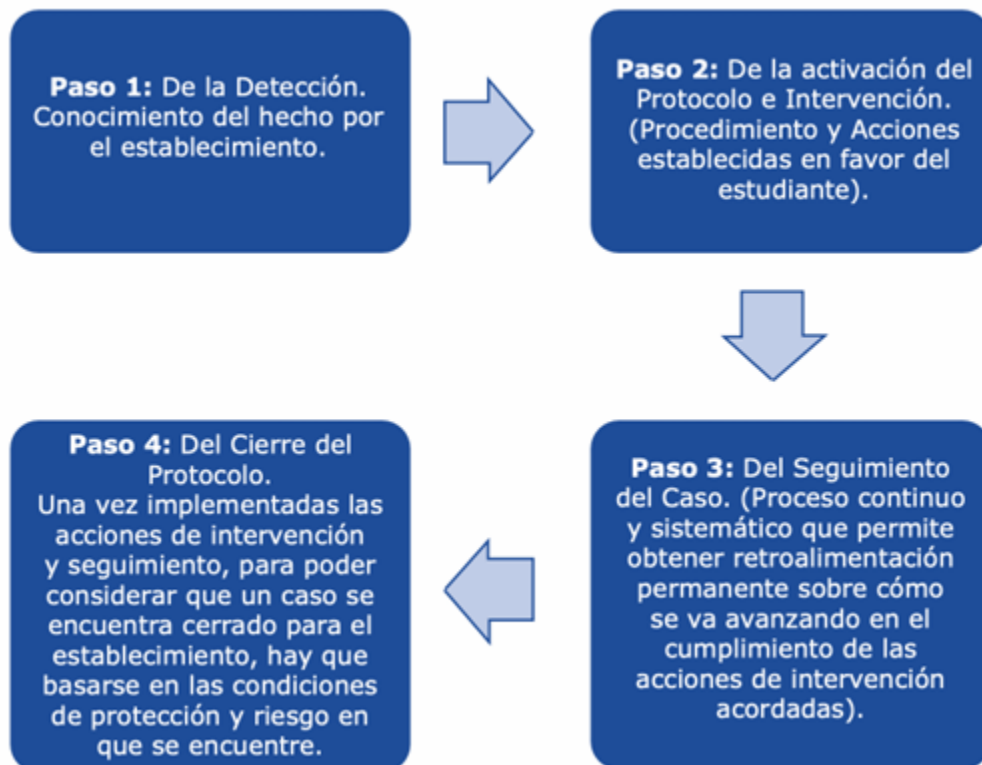 Paso 1: De la Detección.
Conocimiento del hecho por
el establecimiento.
Paso 2: De la activación del
Protocolo e Intervención.
(Procedimiento y Acciones
establecidas en favor del
estudiante).
Paso 3: Del Seguimiento
del Caso. (Proceso continuo
y sistemático que permite
obtener retroalimentación
permanente sobre cómo
se va avanzando en el
cumplimiento de las
acciones de intervención
acordadas).
Paso 4: Del Cierre del
Protocolo.
Una vez implementadas las
acciones de intervención
y seguimiento, para poder
considerar que un caso se
encuentra cerrado para el
establecimiento, hay que
basarse en las condiciones
de protección y riesgo en
que se encuentre.